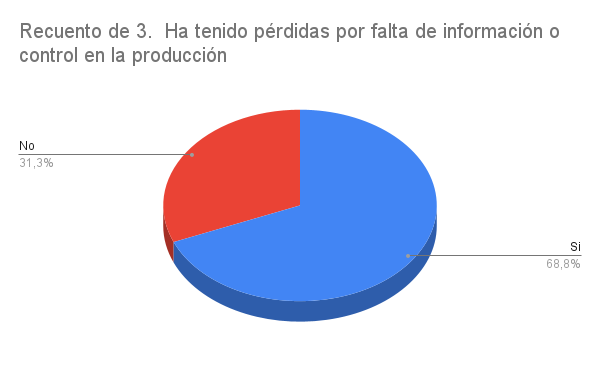 Recuento de 3.  Ha tenido pérdidas por falta de información o
control en la producción
No
31,3%
Si
68,8%